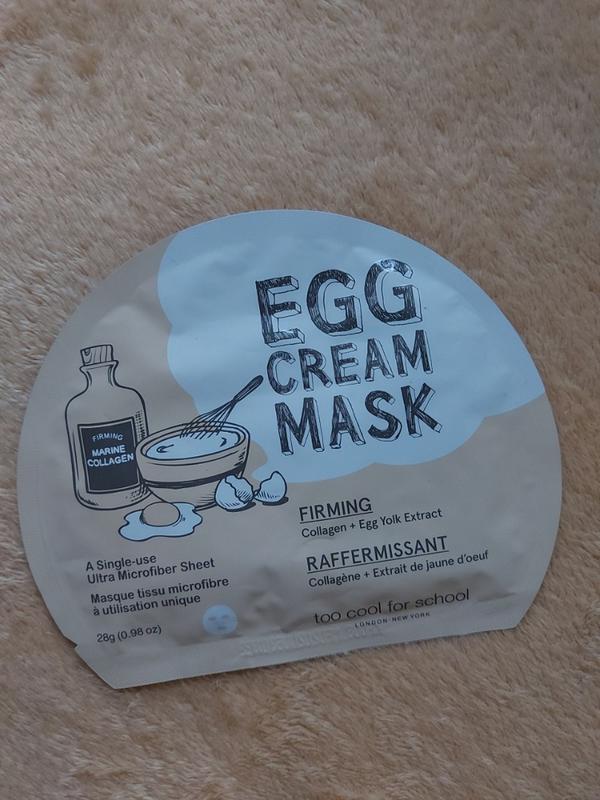 EGG
CREAM
MASK
FIRMING
MARINE
COLLAGEN
FIRMING
Collagen + Egg Yolk Extract
RAFFERMISSANT
Collagène + Extrait de jaune d'oeuf
A Single-use
Ultra Microfiber Sheet
Masque tissu microfibre
à utilisation unique
28g (0.98 oz)
too cool for school
LONDON·NEW YORK